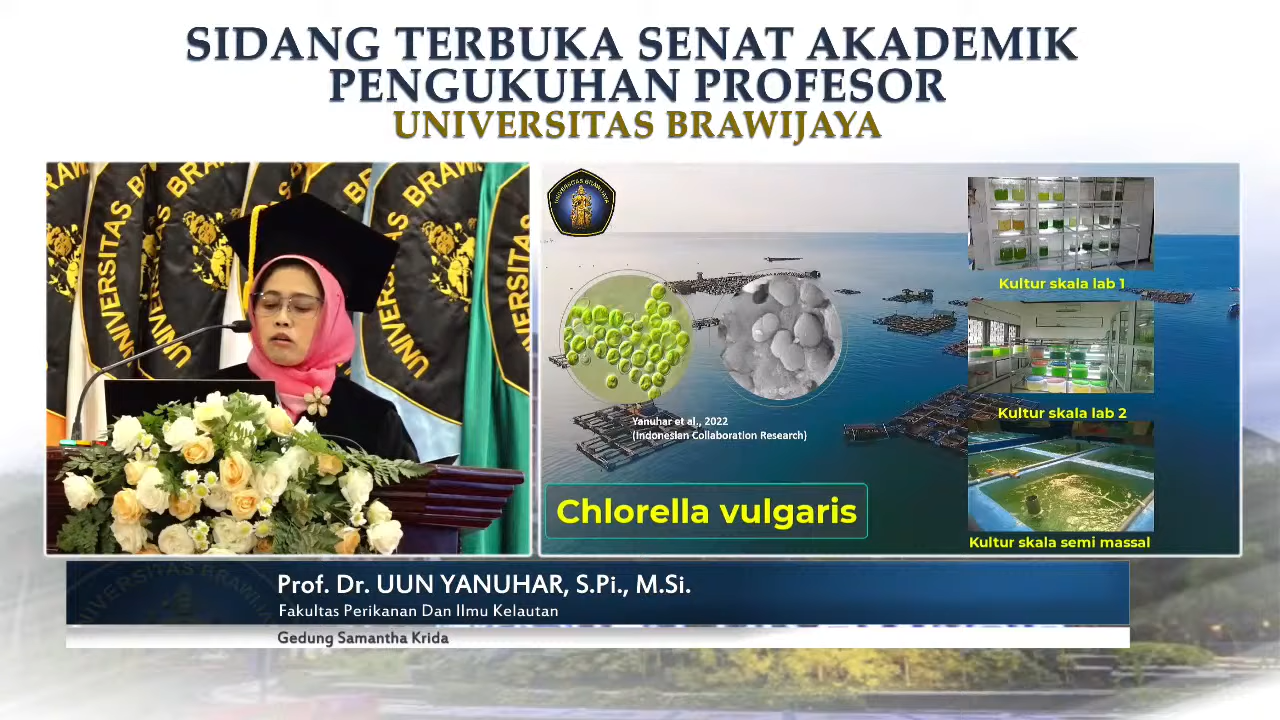 SIDANG TERBUKA SENAT AKADEMIK
PENGUKUHAN PROFESOR
UNIVERSITAS BRAWIJAYA
UNIVERSITAS BRAWIJAYA
Kultur skala lab 1
Kultur skala lab 2
Yanuhar et al., 2022
(Indonesian Collaboration Research)
Chlorella vulgaris
Kultur skala semi massal
Prof. Dr. UUN YANUHAR, S.Pi., M.Si.
Fakultas Perikanan Dan Ilmu Kelautan
Gedung Samantha Krida